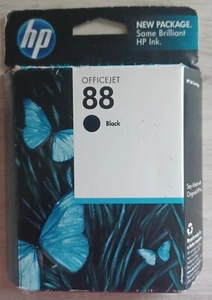 hp
NEW PACKAGE.
Same Brilliant
HP Ink.
OFFICEJET
88
Black